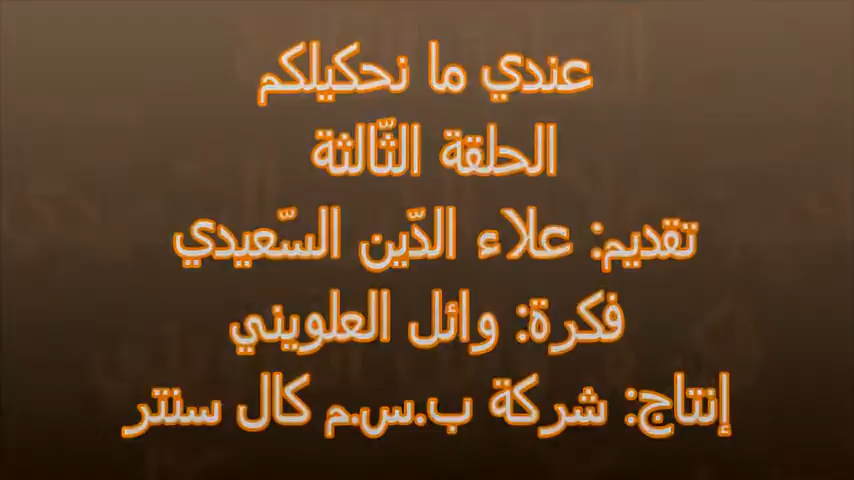 عندي ما نحكيلكم
الحلقة الثّالثة
تقديم: علاء الدّين السّعيدي
فكرة: وائل العلويني
إنتاج: شركة ب.س.م كال سنتر